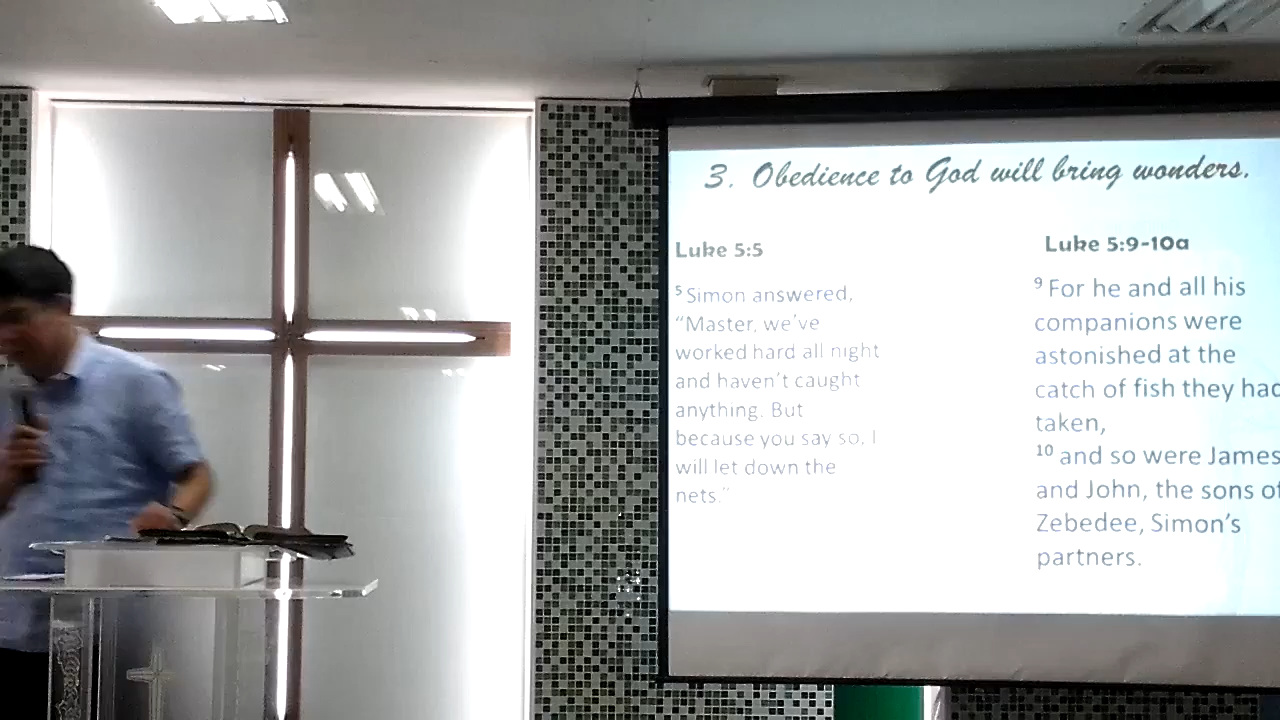 3. Obedience to God will bring wonders.
Luke 5:5
⁵ Simon answered,
“Master, we’ve
worked hard all night
and haven’t caught
anything. But
because you say so, I
will let down the
nets.”
Luke 5:9-10a
⁹ For he and all his
companions were
astonished at the
catch of fish they had
taken,
¹⁰ and so were James
and John, the sons of
Zebedee, Simon’s
partners.